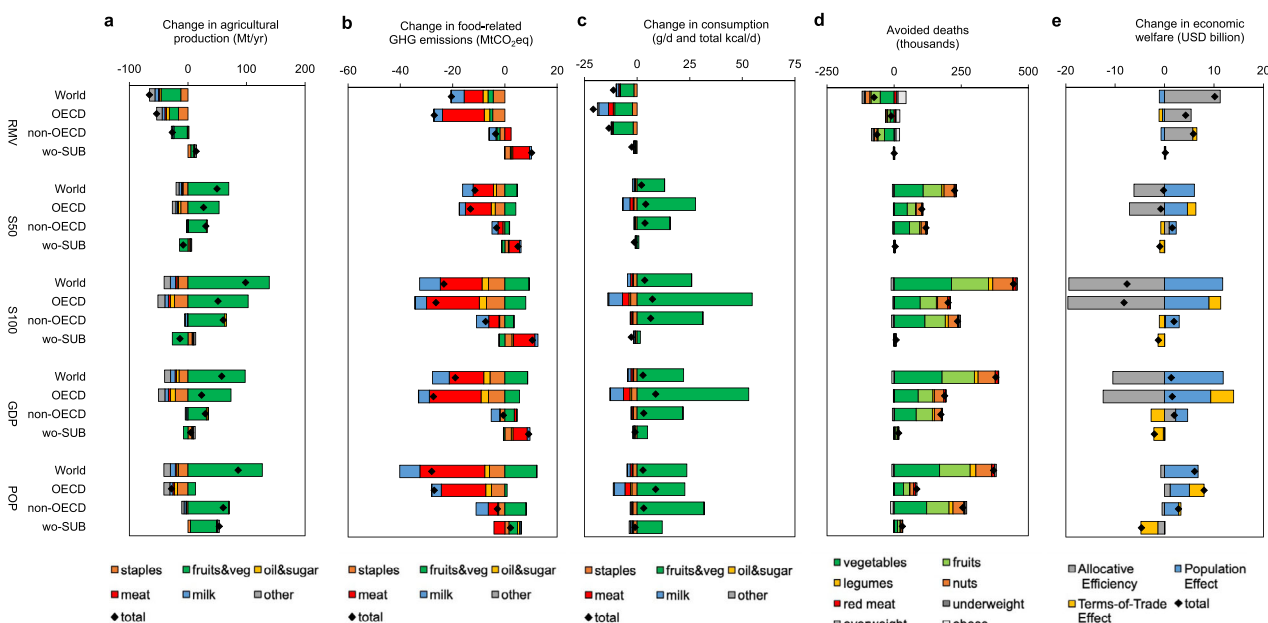 a
Change in agricultural
production (Mt/yr)
-100 0 100 200
b
Change in food-related
GHG emissions (MtCO2eq)
-60 -40 -20 0 20
c
Change in consumption
(g/d and total kcal/d)
-25 0 25 50 75
d
Avoided deaths
(thousands)
-250 0 250 500
e
Change in economic
welfare (USD billion)
-20 -10 0 10 20
RMV
World
OECD
non-OECD
wo-SUB
S50
World
OECD
non-OECD
wo-SUB
S100
World
OECD
non-OECD
wo-SUB
GDP
World
OECD
non-OECD
wo-SUB
POP
World
OECD
non-OECD
wo-SUB
staples fruits&veg oil&sugar
meat milk other
total
staples fruits&veg oil&sugar
meat milk other
total
staples fruits&veg oil&sugar
meat milk other
total
vegetables fruits
legumes nuts
red meat underweight
Allocative Population
Efficiency Effect
Terms-of-Trade total
Effect